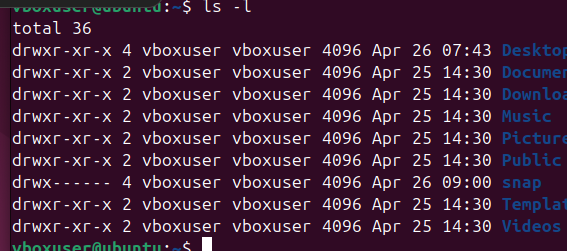 vboxuser@ubuntu:~$ ls -l
total 36
drwxr-xr-x 4 vboxuser vboxuser 4096 Apr 26 07:43 Desktop
drwxr-xr-x 2 vboxuser vboxuser 4096 Apr 25 14:30 Documen
drwxr-xr-x 2 vboxuser vboxuser 4096 Apr 25 14:30 Downloa
drwxr-xr-x 2 vboxuser vboxuser 4096 Apr 25 14:30 Music
drwxr-xr-x 2 vboxuser vboxuser 4096 Apr 25 14:30 Picture
drwxr-xr-x 2 vboxuser vboxuser 4096 Apr 25 14:30 Public
drwx------ 4 vboxuser vboxuser 4096 Apr 26 09:00 snap
drwxr-xr-x 2 vboxuser vboxuser 4096 Apr 25 14:30 Templat
drwxr-xr-x 2 vboxuser vboxuser 4096 Apr 25 14:30 Videos
vboxuser@ubuntu:~$